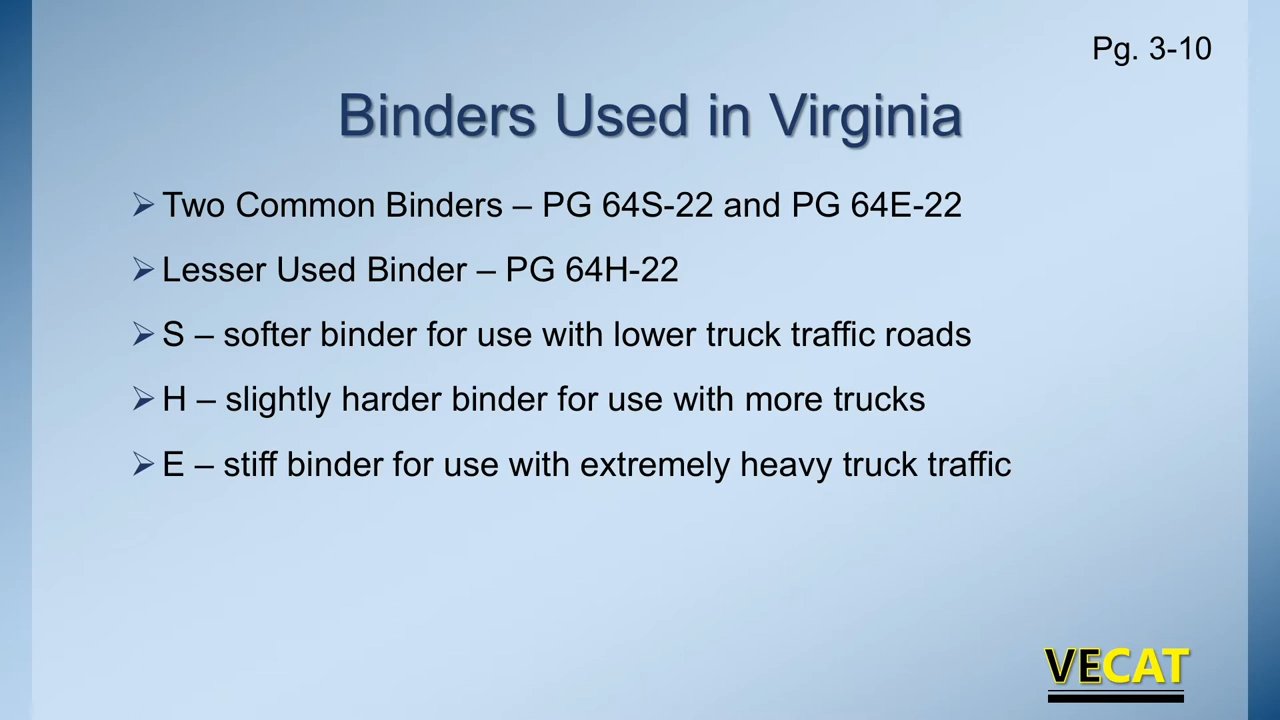 Pg. 3-10
Binders Used in Virginia
➢ Two Common Binders – PG 64S-22 and PG 64E-22
➢ Lesser Used Binder – PG 64H-22
➢ S – softer binder for use with lower truck traffic roads
➢ H – slightly harder binder for use with more trucks
➢ E – stiff binder for use with extremely heavy truck traffic
VECAT